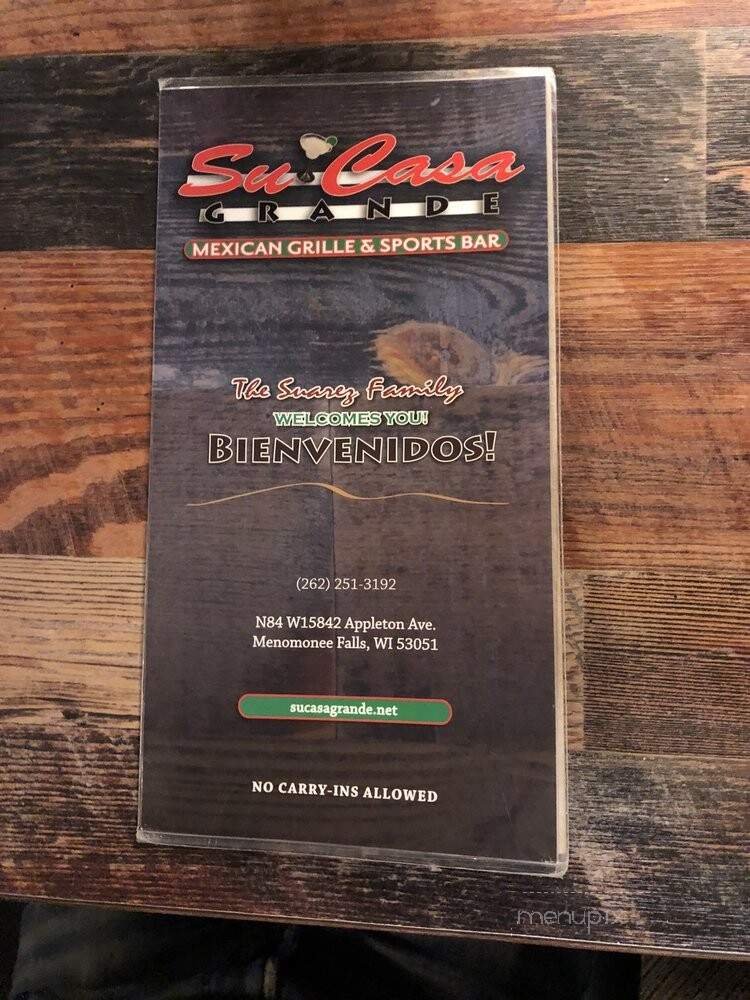 Su Casa
GRANDE
MEXICAN GRILLE & SPORTS BAR
The Suarez Family
WELCOMES YOU!
BIENVENIDOS!
(262) 251-3192
N84 W15842 Appleton Ave.
Menomonee Falls, WI 53051
sucasagrande.net
NO CARRY-INS ALLOWED
menupix